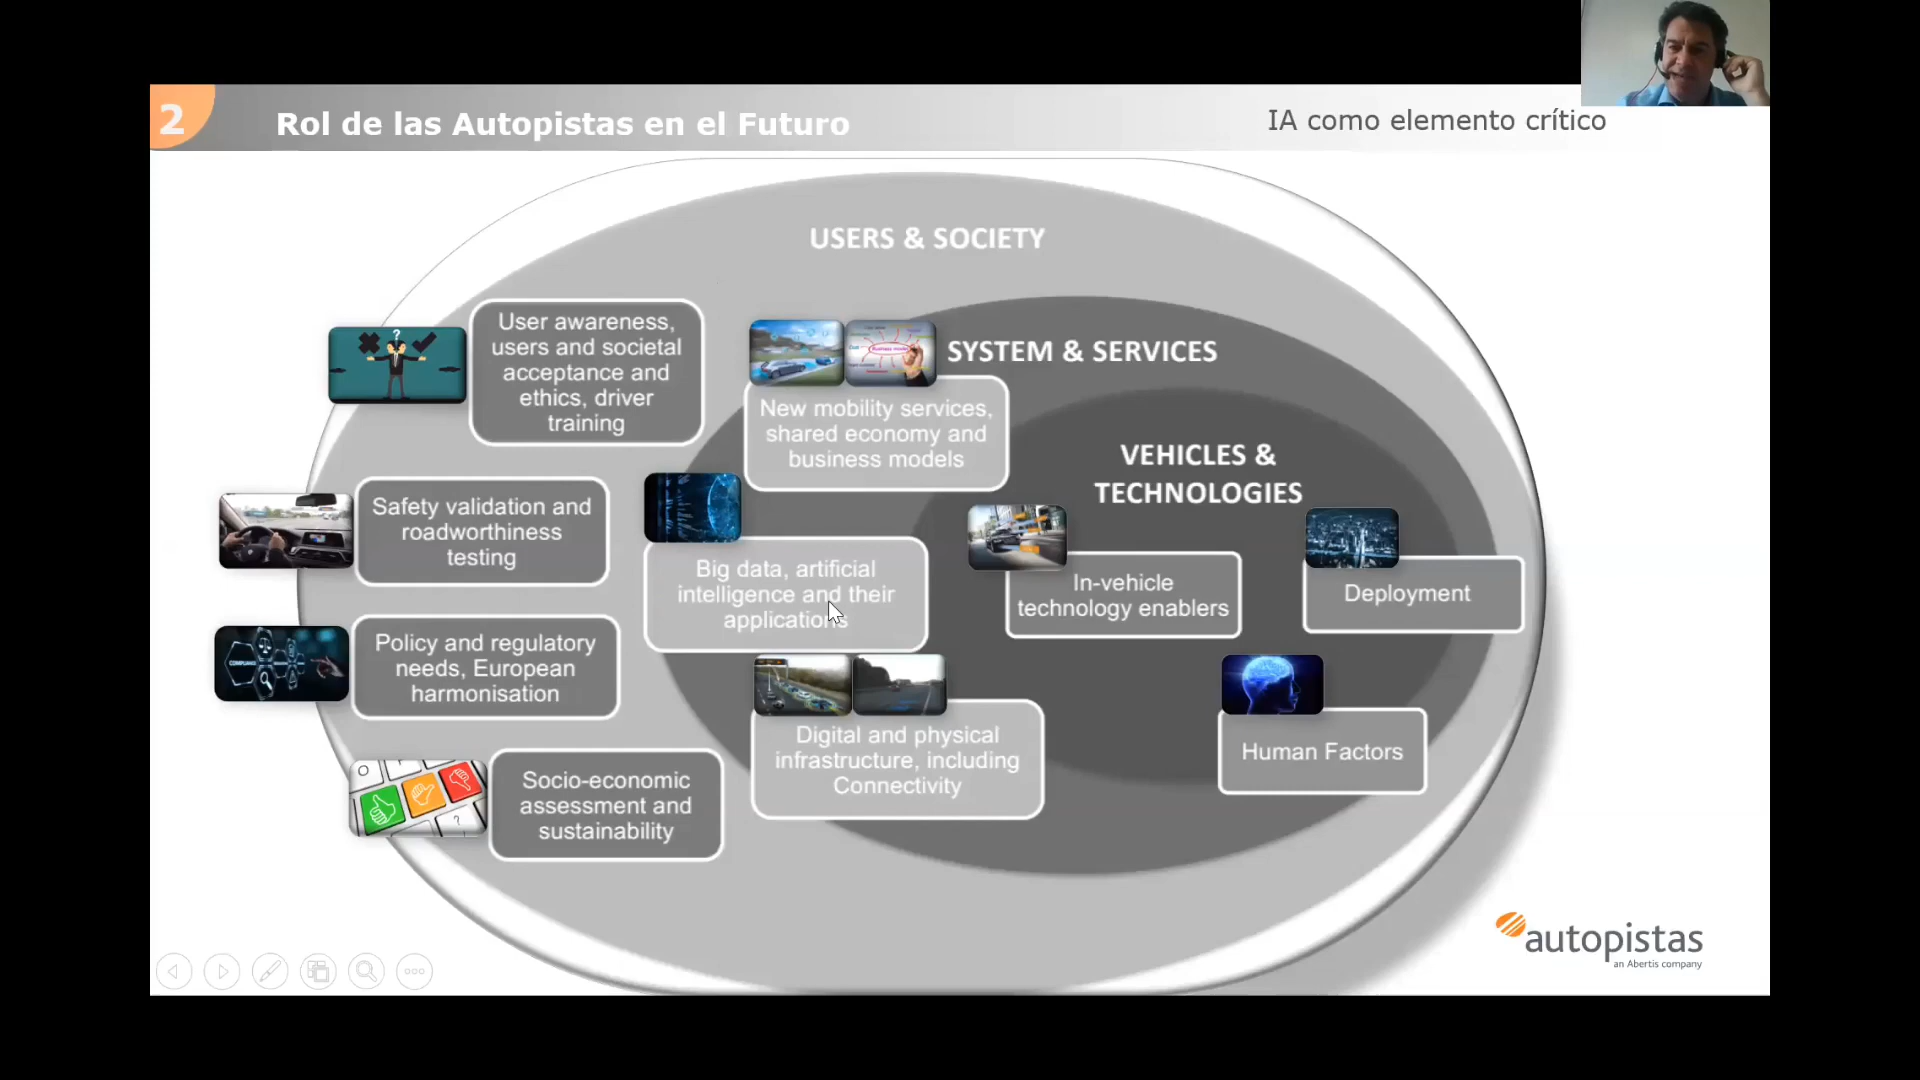 2
Rol de las Autopistas en el Futuro
IA como elemento crítico
USERS & SOCIETY
User awareness,
users and societal
acceptance and
ethics, driver
training
SYSTEM & SERVICES
New mobility services,
shared economy and
business models
VEHICLES &
TECHNOLOGIES
Safety validation and
roadworthiness
testing
Big data, artificial
intelligence and their
applications
In-vehicle
technology enablers
Deployment
Policy and regulatory
needs, European
harmonisation
Digital and physical
infrastructure, including
Connectivity
Human Factors
Socio-economic
assessment and
sustainability
autopistas
an Abertis company